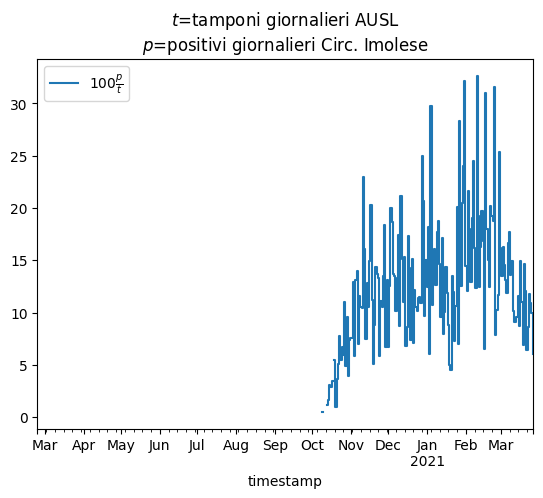 t=tamponi giornalieri AUSL
p=positivi giornalieri Circ. Imolese
100 p/t
30
25
20
15
10
5
0
Mar Apr May Jun Jul Aug Sep Oct Nov Dec Jan Feb Mar
2021
timestamp